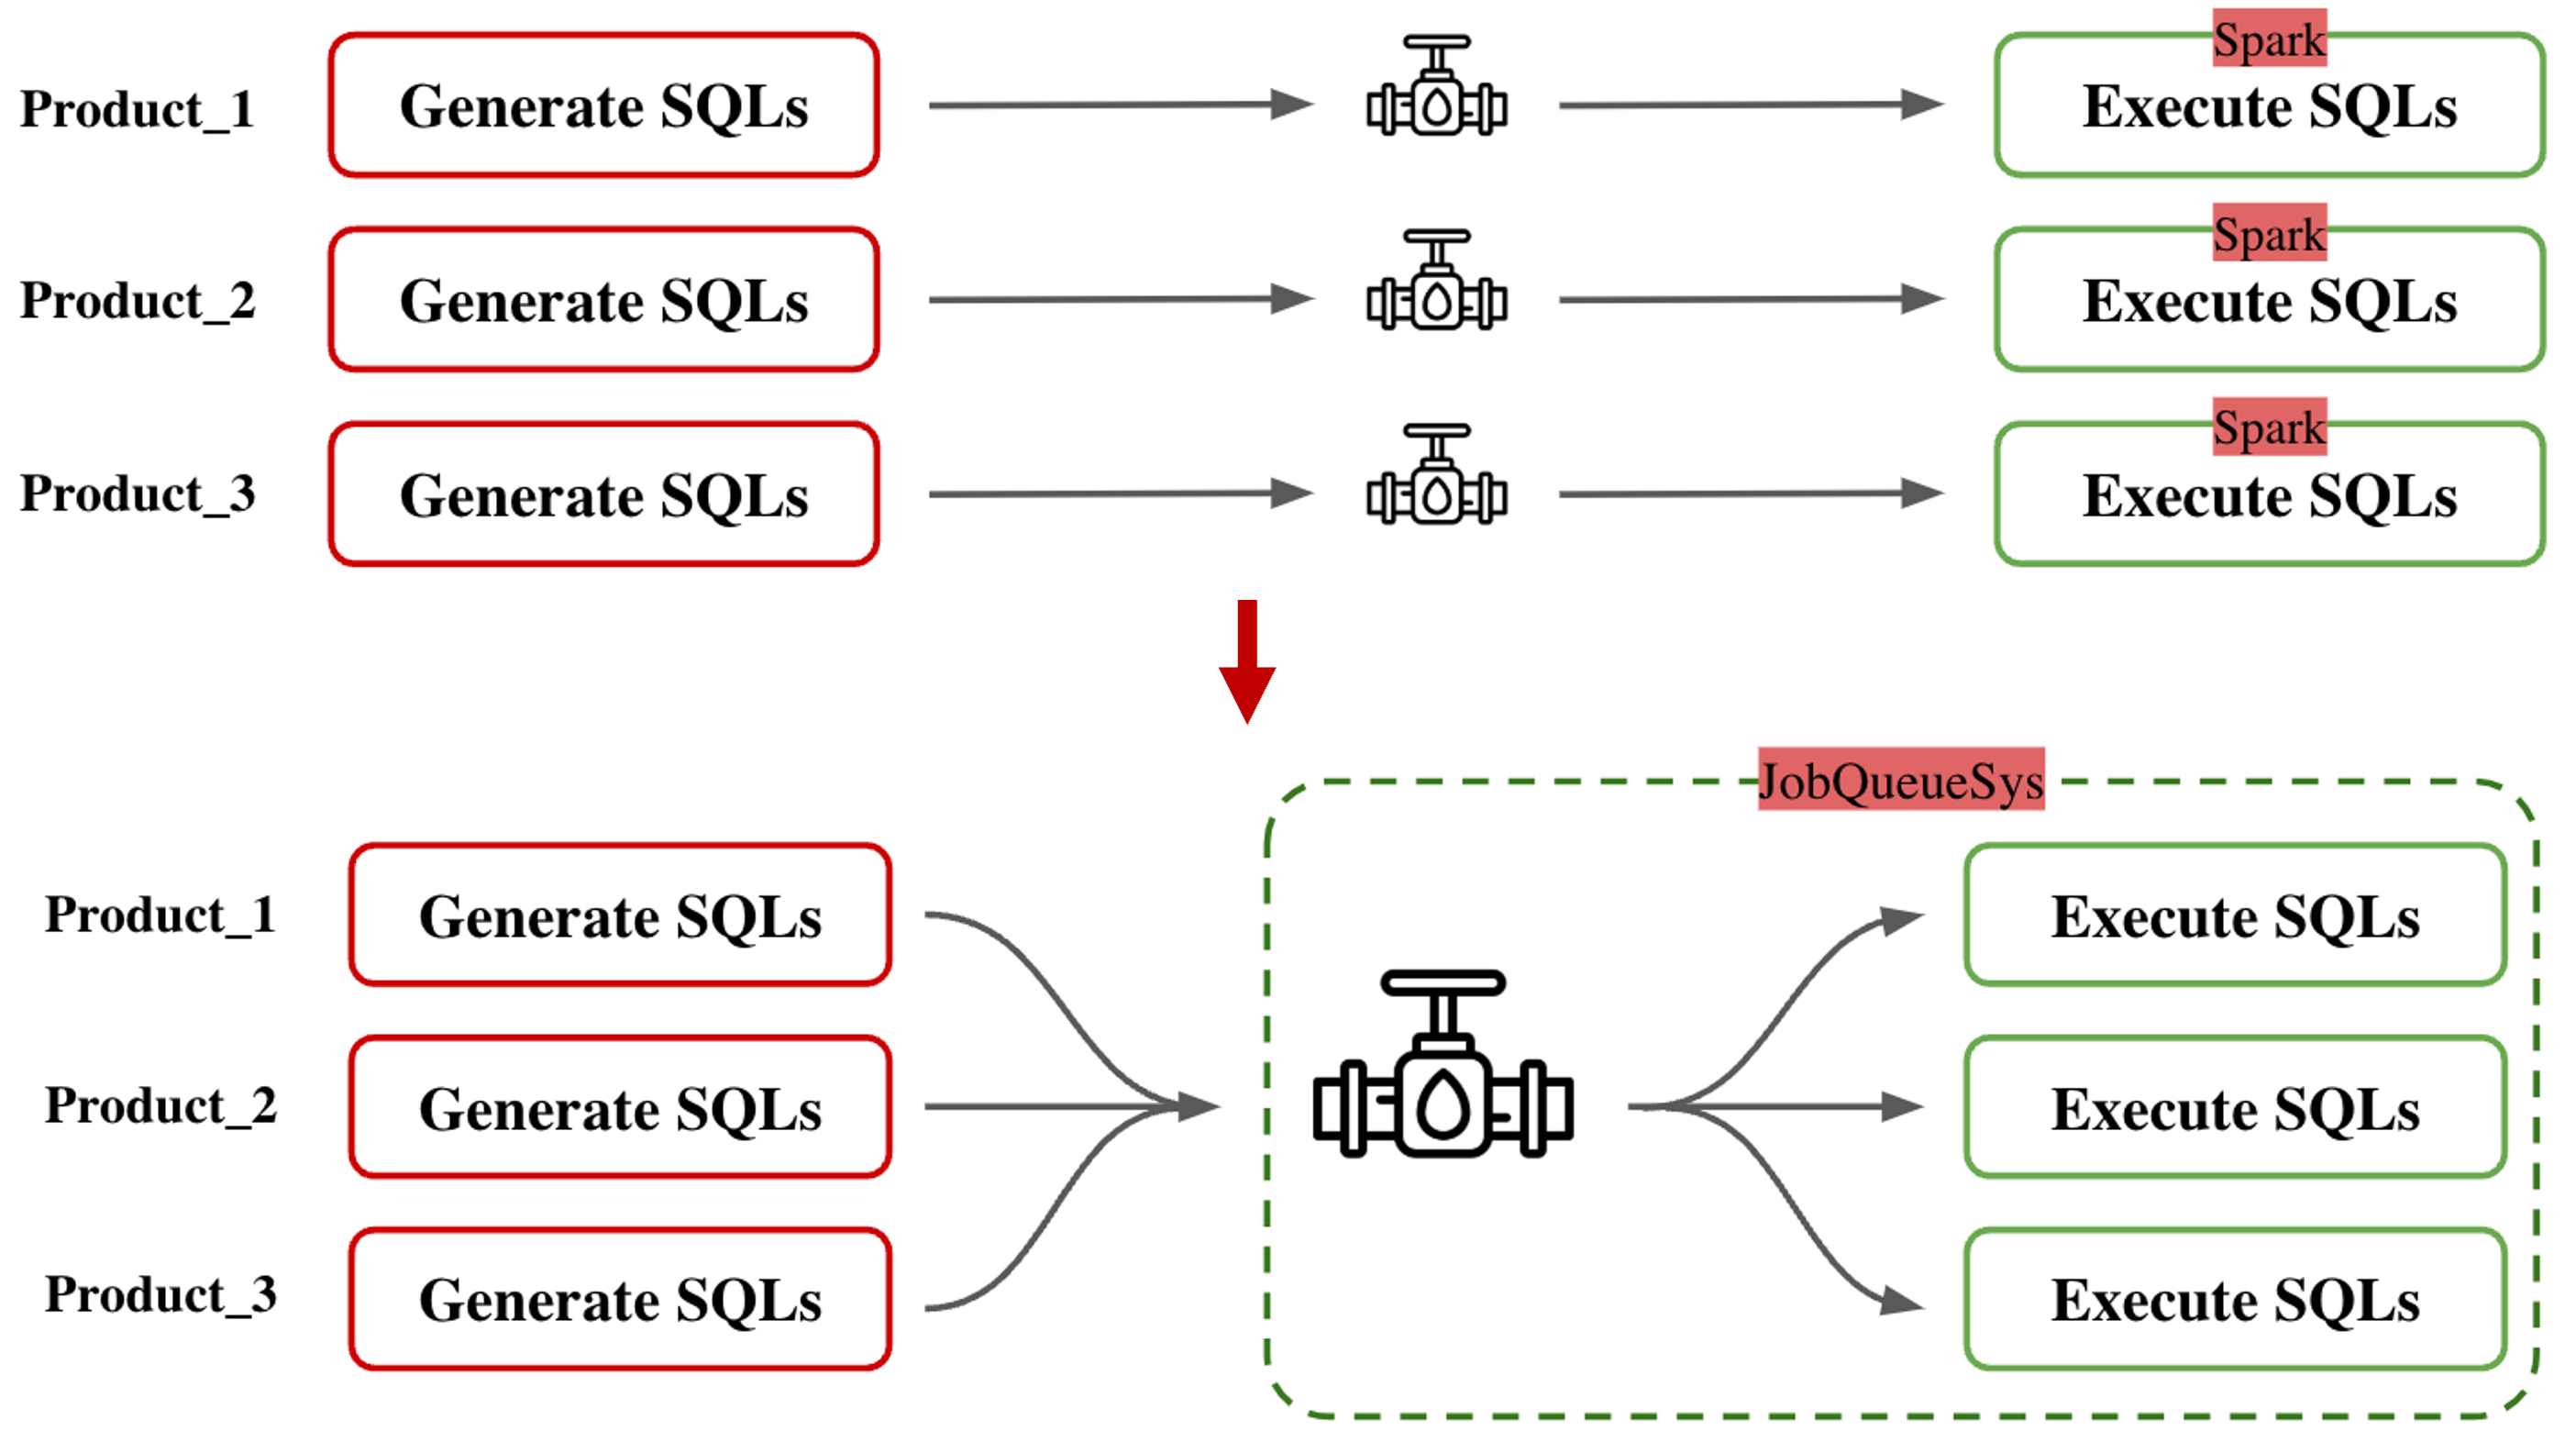 Spark
Product_1 Generate SQLs Execute SQLs
Spark
Product_2 Generate SQLs Execute SQLs
Spark
Product_3 Generate SQLs Execute SQLs
JobQueueSys
Product_1 Generate SQLs Execute SQLs
Product_2 Generate SQLs Execute SQLs
Product_3 Generate SQLs Execute SQLs